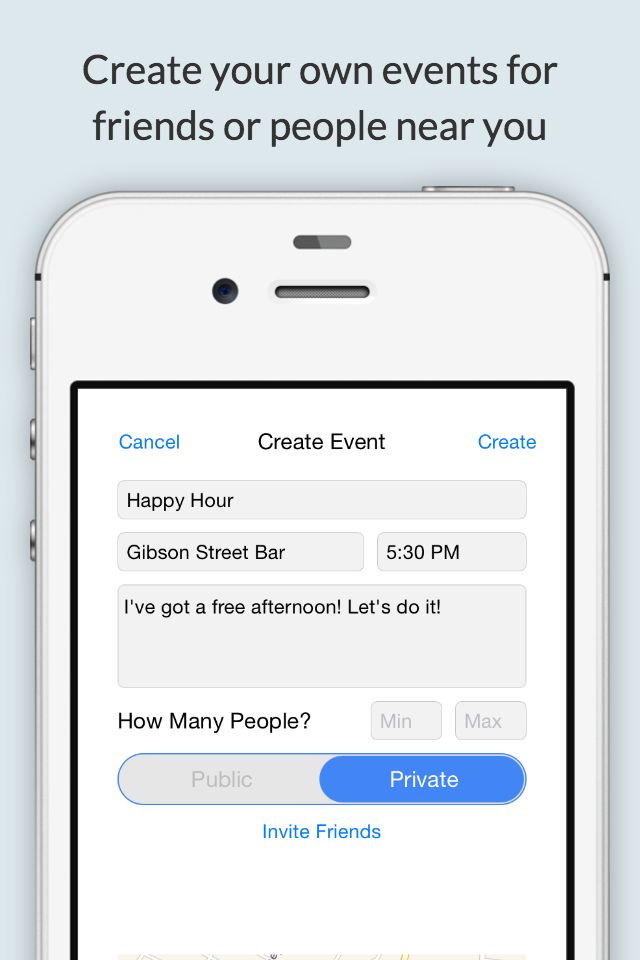 Create your own events for
friends or people near you
Cancel Create Event Create
Happy Hour
Gibson Street Bar 5:30 PM
I've got a free afternoon! Let's do it!
How Many People? Min Max
Public Private
Invite Friends